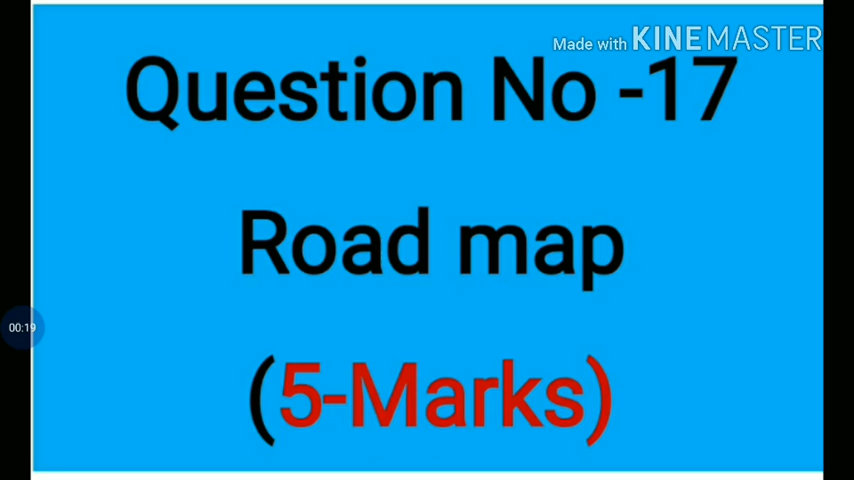 Made with KINEMASTER
Question No -17
Road map
(5-Marks)
00:19